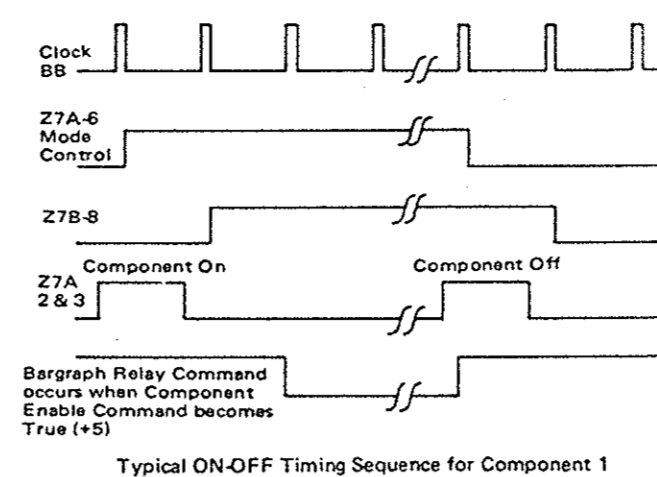 Clock
BB
Z7A-6
Mode
Control
Z7B-8
Component On
Component Off
Z7A
2 & 3
Bargraph Relay Command
occurs when Component
Enable Command becomes
True (+5)
Typical ON-OFF Timing Sequence for Component 1